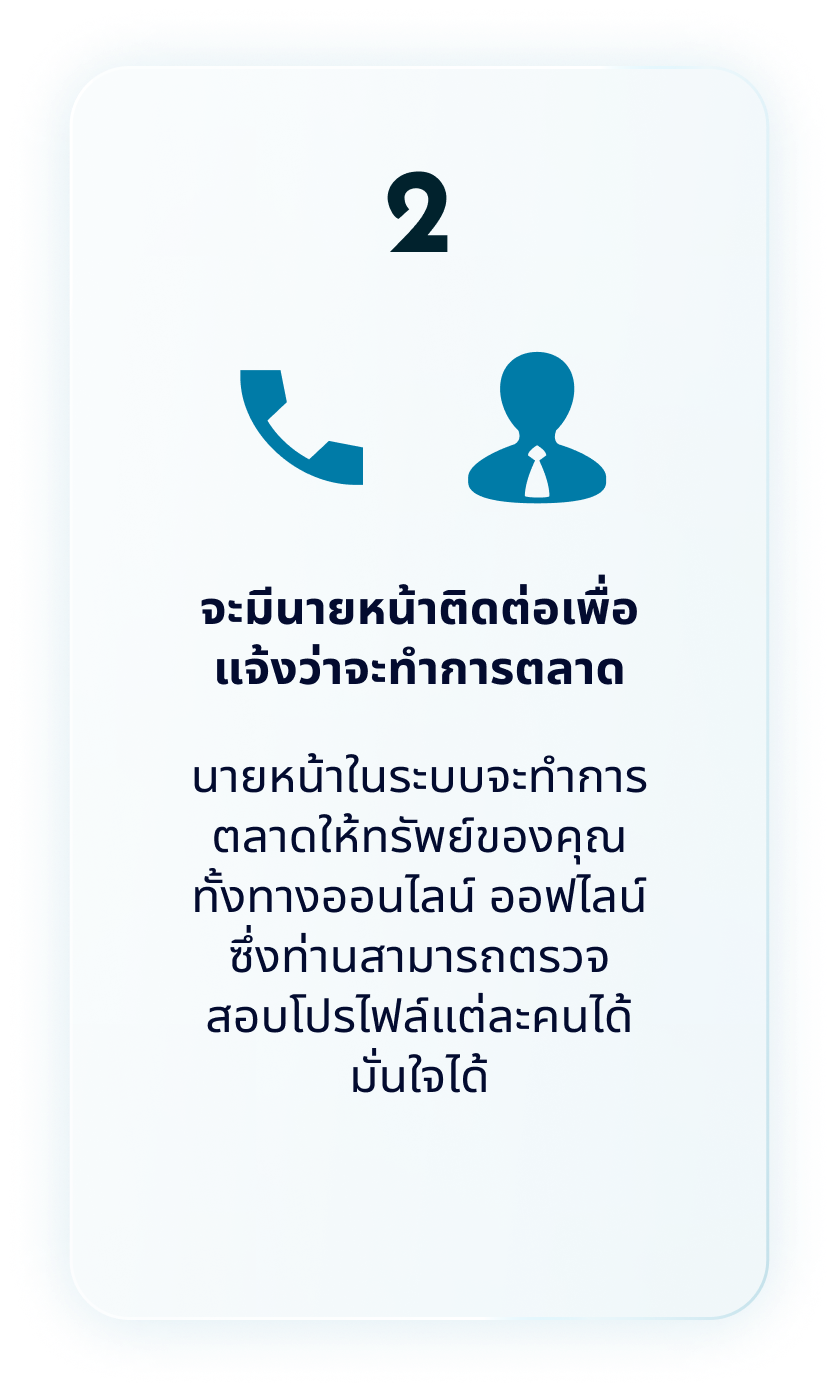 2
จะมีนายหน้าติดต่อเพื่อ
แจ้งว่าจะทำการตลาด
นายหน้าในระบบจะทำการ
ตลาดให้ทรัพย์ของคุณ
ทั้งทางออนไลน์ ออฟไลน์
ซึ่งท่านสามารถตรวจ
สอบโปรไฟล์แต่ละคนได้
มั่นใจได้